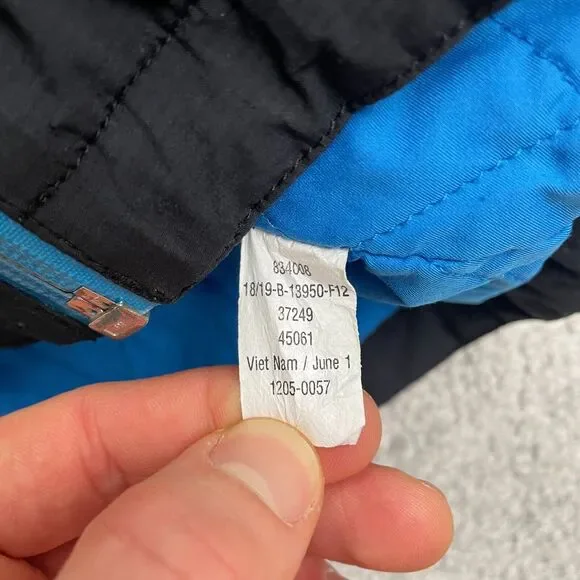 834008
18/19-B-13950-F12
37249
45061
Viet Nam / June 1
1205-0057